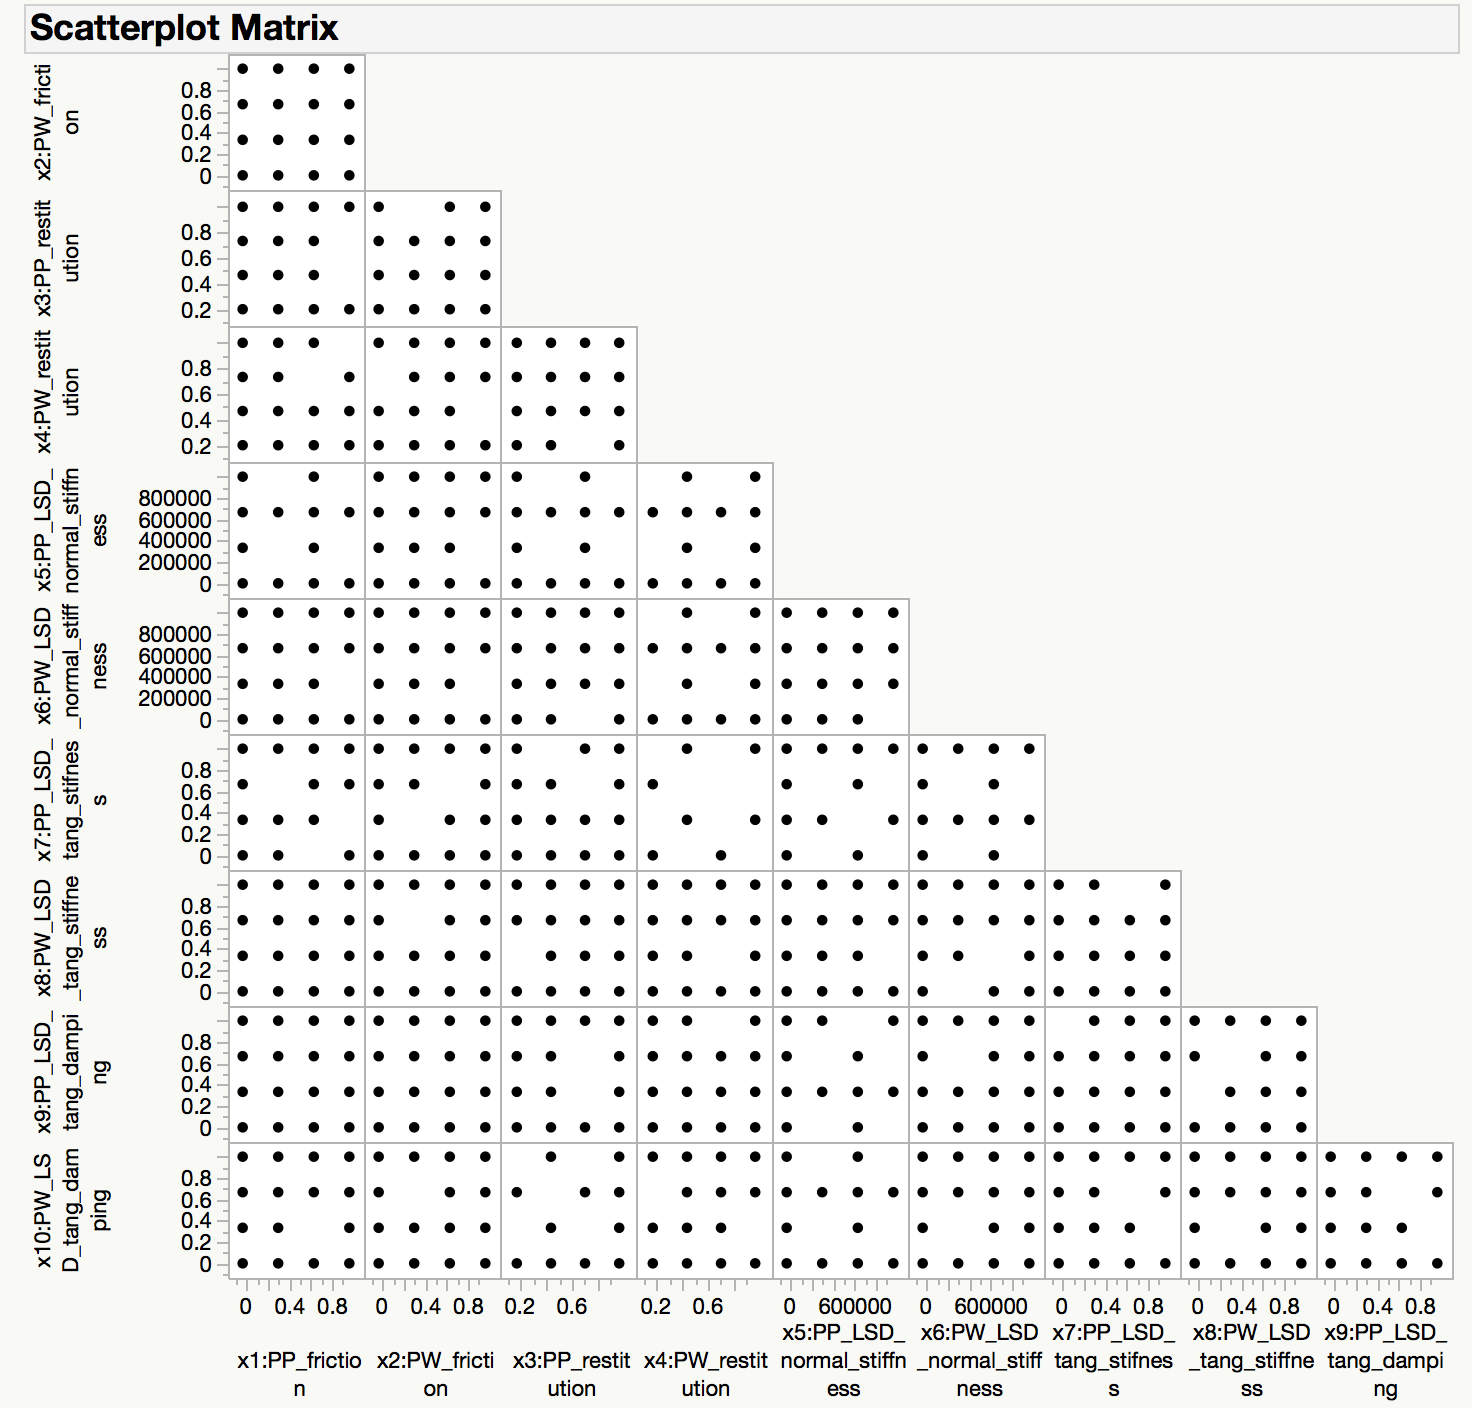 Scatterplot Matrix
x2:PW_fricti
on
0.8
0.6
0.4
0.2
0
x3:PP_restit
ution
0.8
0.6
0.4
0.2
x4:PW_restit
ution
0.8
0.6
0.4
0.2
x5:PP_LSD_
normal_stiffn
ess
800000
600000
400000
200000
0
x6:PW_LSD
_normal_stiff
ness
800000
600000
400000
200000
0
x7:PP_LSD_
tang_stifnes
s
0.8
0.6
0.4
0.2
0
x8:PW_LSD
_tang_stiffne
ss
0.8
0.6
0.4
0.2
0
x9:PP_LSD_
tang_dampi
ng
0.8
0.6
0.4
0.2
0
x10:PW_LS
D_tang_dam
ping
0.8
0.6
0.4
0.2
0
0 0.4 0.8
x1:PP_frictio
n
0 0.4 0.8
x2:PW_fricti
on
0.2 0.6
x3:PP_restit
ution
0.2 0.6
x4:PW_restit
ution
0 600000
x5:PP_LSD_
normal_stiffn
ess
0 600000
x6:PW_LSD
_normal_stiff
ness
0 0.4 0.8
x7:PP_LSD_
tang_stifnes
s
0 0.4 0.8
x8:PW_LSD
_tang_stiffne
ss
0 0.4 0.8
x9:PP_LSD_
tang_dampi
ng